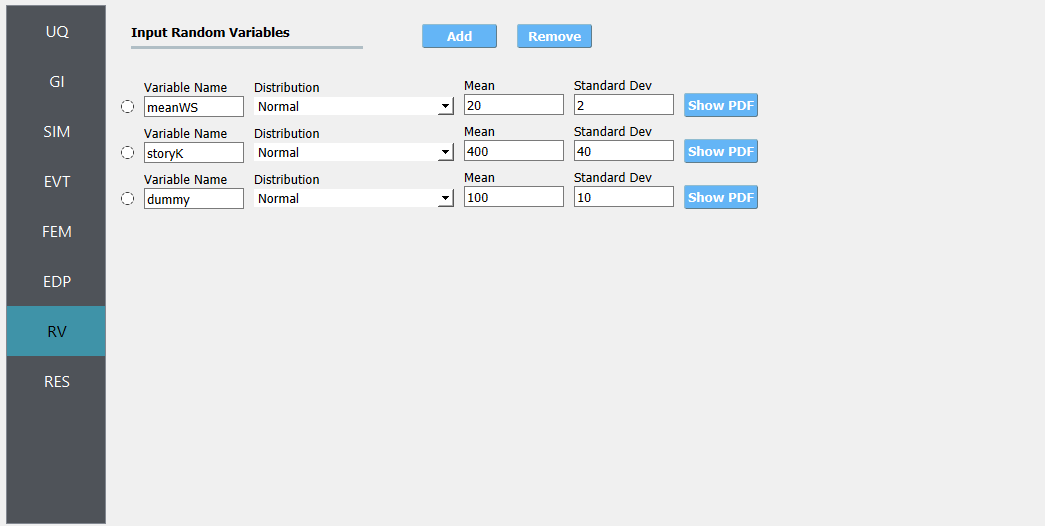 UQ
GI
SIM
EVT
FEM
EDP
RV
RES
Input Random Variables Add Remove
Variable Name Distribution Mean Standard Dev
meanWS Normal 20 2 Show PDF
Variable Name Distribution Mean Standard Dev
storyK Normal 400 40 Show PDF
Variable Name Distribution Mean Standard Dev
dummy Normal 100 10 Show PDF